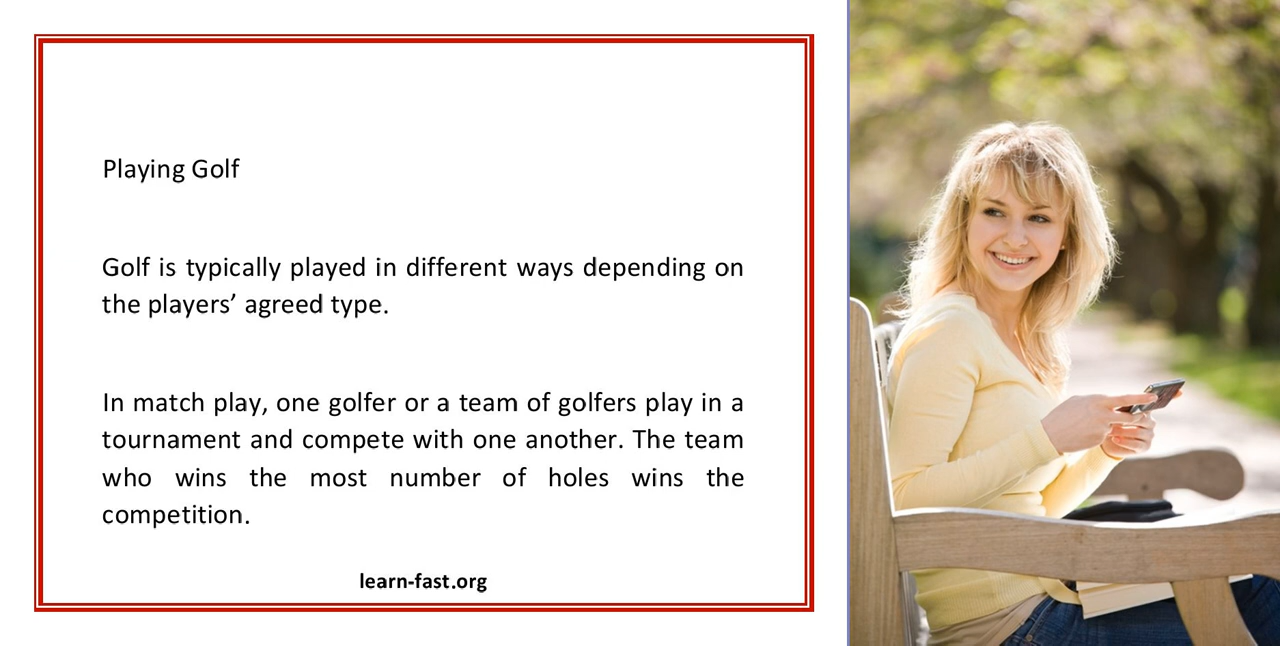 Playing Golf
Golf is typically played in different ways depending on
the players’ agreed type.
In match play, one golfer or a team of golfers play in a
tournament and compete with one another. The team
who wins the most number of holes wins the
competition.
learn-fast.org